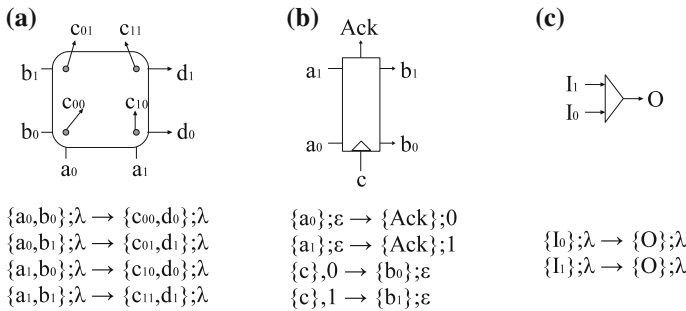 (a)
c₀₁ c₁₁
b₁ d₁
c₀₀ c₁₀
b₀ d₀
a₀ a₁
{a₀,b₀};λ → {c₀₀,d₀};λ
{a₀,b₁};λ → {c₀₁,d₁};λ
{a₁,b₀};λ → {c₁₀,d₀};λ
{a₁,b₁};λ → {c₁₁,d₁};λ
(b)
Ack
a₁ b₁
a₀ b₀
c
{a₀};ε → {Ack};0
{a₁};ε → {Ack};1
{c},0 → {b₀};ε
{c},1 → {b₁};ε
(c)
I₁
I₀ O
{I₀};λ → {O};λ
{I₁};λ → {O};λ